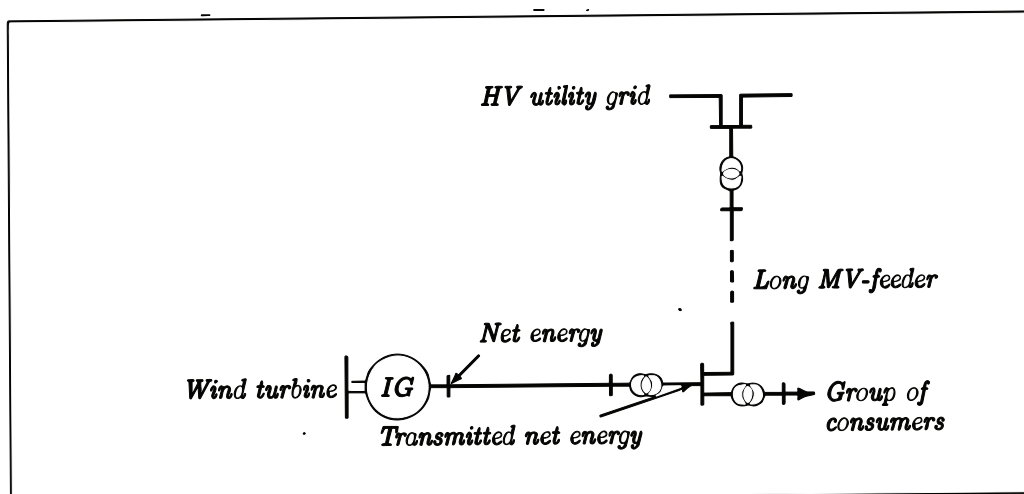 HV utility grid
Long MV-feeder
Net energy
Wind turbine
IG
Group of
consumers
Transmitted net energy